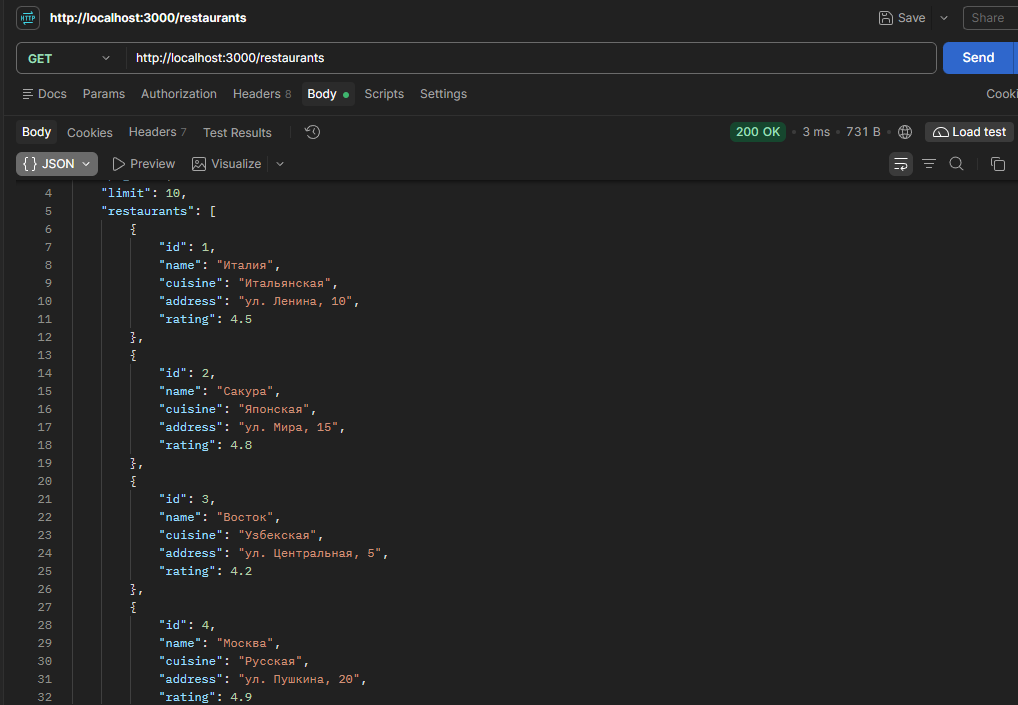 HTTP http://localhost:3000/restaurants Save Share
GET http://localhost:3000/restaurants Send
Docs Params Authorization Headers 8 Body Scripts Settings Cooki
Body Cookies Headers 7 Test Results 200 OK 3 ms 731 B Load test
{} JSON Preview Visualize
4 "limit": 10,
5 "restaurants": [
6 {
7 "id": 1,
8 "name": "Италия",
9 "cuisine": "Итальянская",
10 "address": "ул. Ленина, 10",
11 "rating": 4.5
12 },
13 {
14 "id": 2,
15 "name": "Сакура",
16 "cuisine": "Японская",
17 "address": "ул. Мира, 15",
18 "rating": 4.8
19 },
20 {
21 "id": 3,
22 "name": "Восток",
23 "cuisine": "Узбекская",
24 "address": "ул. Центральная, 5",
25 "rating": 4.2
26 },
27 {
28 "id": 4,
29 "name": "Москва",
30 "cuisine": "Русская",
31 "address": "ул. Пушкина, 20",
32 "rating": 4.9